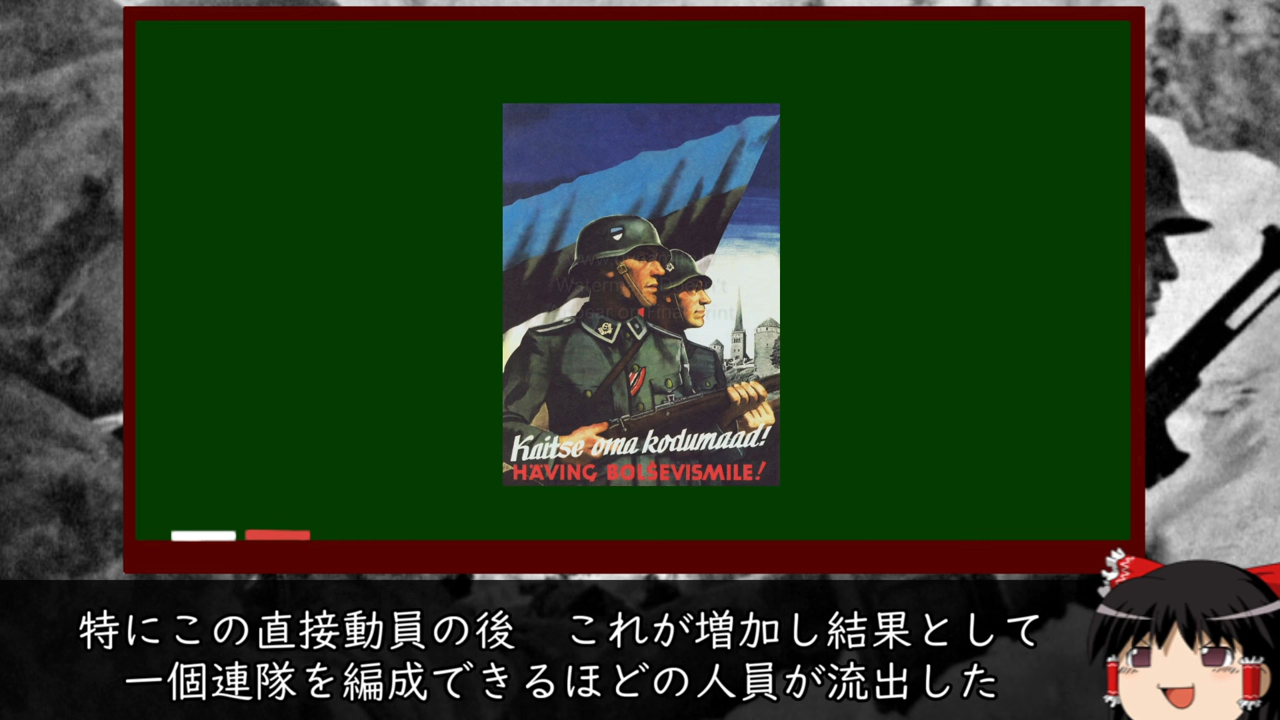 Kaitse oma kodumaad!
HÄVING BOLŠEVISMILE!
特にこの直接動員の後　これが増加し結果として
一個連隊を編成できるほどの人員が流出した